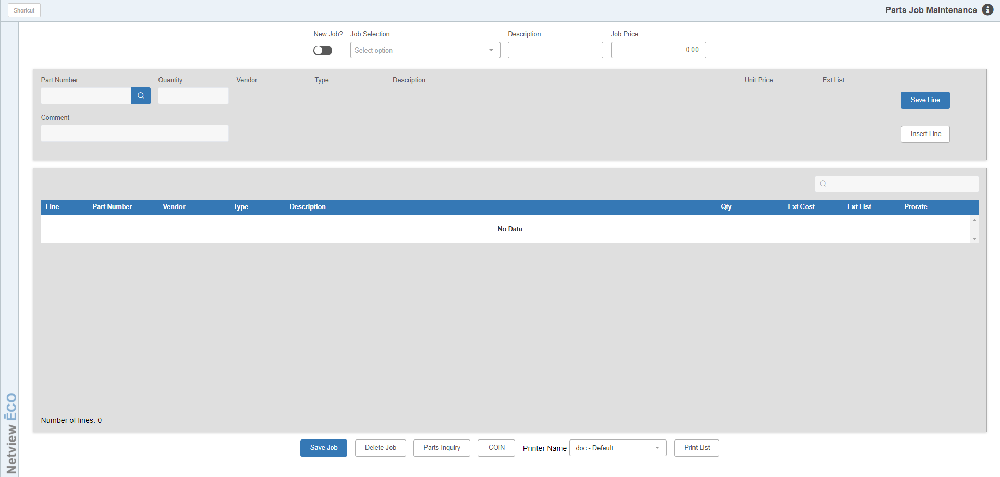 Shortcut
Parts Job Maintenance
New Job? Job Selection Description Job Price
Select option 0.00
Part Number Quantity Vendor Type Description Unit Price Ext List
Save Line
Comment
Insert Line
Line Part Number Vendor Type Description Qty Ext Cost Ext List Prorate
No Data
Number of lines: 0
Save Job Delete Job Parts Inquiry COIN Printer Name doc - Default Print List
Netview ĒCO